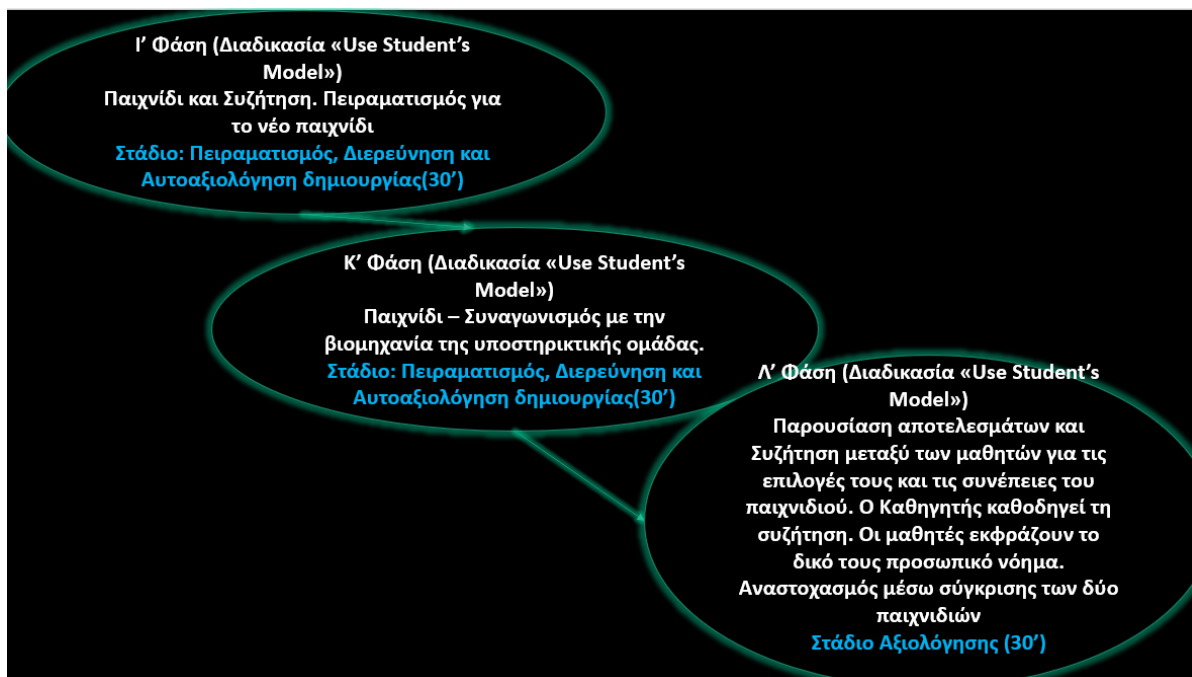 Ι’ Φάση (Διαδικασία «Use Student’s
Model»)
Παιχνίδι και Συζήτηση. Πειραματισμός για
το νέο παιχνίδι
Στάδιο: Πειραματισμός, Διερεύνηση και
Αυτοαξιολόγηση δημιουργίας(30’)
Κ’ Φάση (Διαδικασία «Use Student’s
Model»)
Παιχνίδι – Συναγωνισμός με την
βιομηχανία της υποστηρικτικής ομάδας.
Στάδιο: Πειραματισμός, Διερεύνηση και
Αυτοαξιολόγηση δημιουργίας(30’)
Λ’ Φάση (Διαδικασία «Use Student’s
Model»)
Παρουσίαση αποτελεσμάτων και
Συζήτηση μεταξύ των μαθητών για τις
επιλογές τους και τις συνέπειες του
παιχνιδιού. Ο Καθηγητής καθοδηγεί τη
συζήτηση. Οι μαθητές εκφράζουν το
δικό τους προσωπικό νόημα.
Αναστοχασμός μέσω σύγκρισης των δύο
παιχνιδιών
Στάδιο Αξιολόγησης (30’)